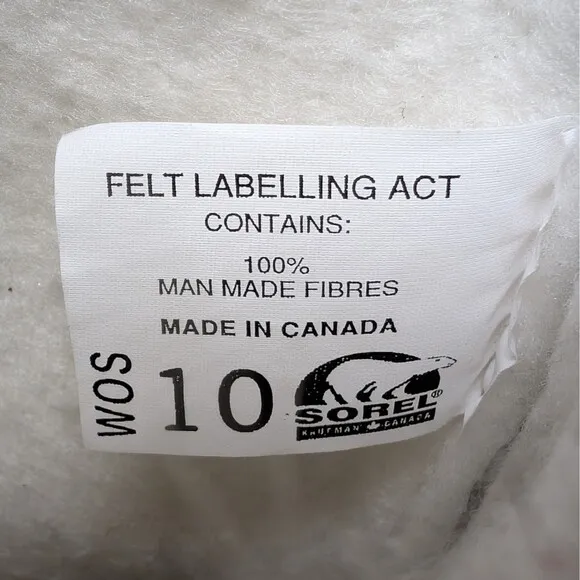 FELT LABELLING ACT
CONTAINS:
100%
MAN MADE FIBRES
MADE IN CANADA
WOS
10
SOREL®
KAUFMAN CANADA